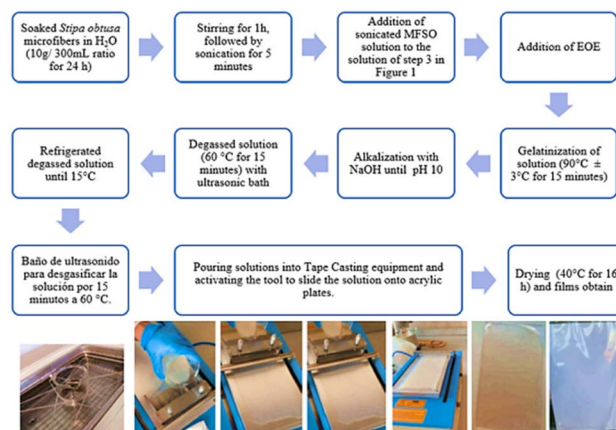 Soaked Stipa obtusa
microfibers in H₂O
(10g/ 300mL ratio
for 24 h)
Stirring for 1h,
followed by
sonication for 5
minutes
Addition of
sonicated MFSO
solution to the
solution of step 3 in
Figure 1
Addition of EOE
Gelatinization of
solution (90°C ±
3°C for 15 minutes)
Alkalization with
NaOH until pH 10
Degassed solution
(60 °C for 15
minutes) with
ultrasonic bath
Refrigerated
degassed solution
until 15°C
Baño de ultrasonido
para desgasificar la
solución por 15
minutos a 60 °C.
Pouring solutions into Tape Casting equipment and
activating the tool to slide the solution onto acrylic
plates.
Drying (40°C for 16
h) and films obtain